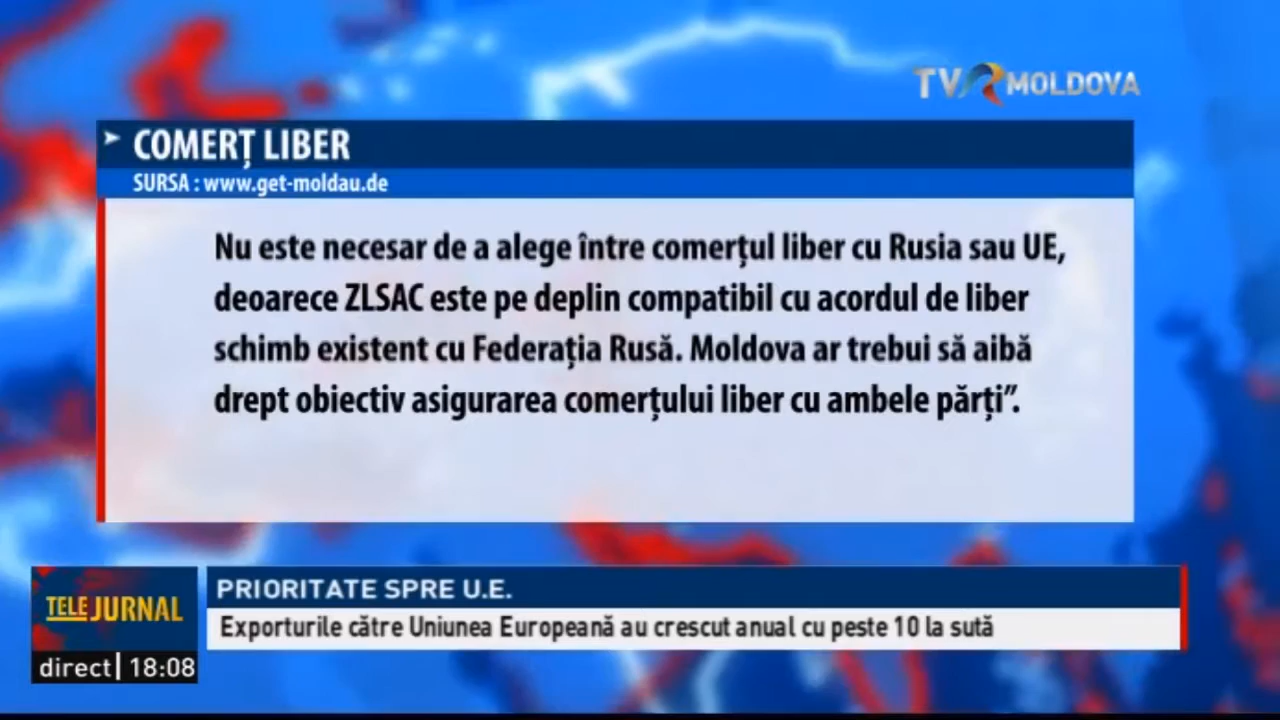 TVR MOLDOVA
COMERȚ LIBER
SURSA : www.get-moldau.de
Nu este necesar de a alege între comerțul liber cu Rusia sau UE,
deoarece ZLSAC este pe deplin compatibil cu acordul de liber
schimb existent cu Federația Rusă. Moldova ar trebui să aibă
drept obiectiv asigurarea comerțului liber cu ambele părți”.
TELEJURNAL
PRIORITATE SPRE U.E.
Exporturile către Uniunea Europeană au crescut anual cu peste 10 la sută
direct| 18:08